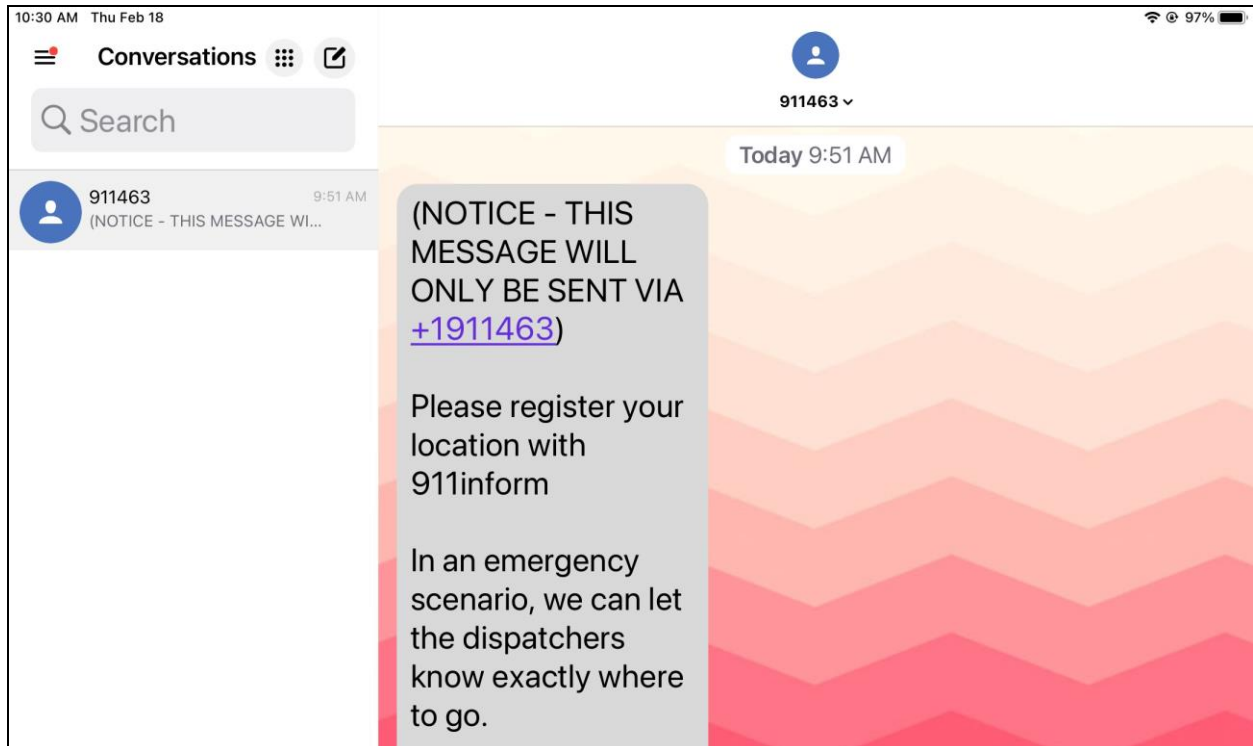 10:30 AM Thu Feb 18
97%
Conversations
Search
911463
9:51 AM
(NOTICE - THIS MESSAGE WI...
911463
Today 9:51 AM
(NOTICE - THIS
MESSAGE WILL
ONLY BE SENT VIA
+1911463)
Please register your
location with
911inform
In an emergency
scenario, we can let
the dispatchers
know exactly where
to go.